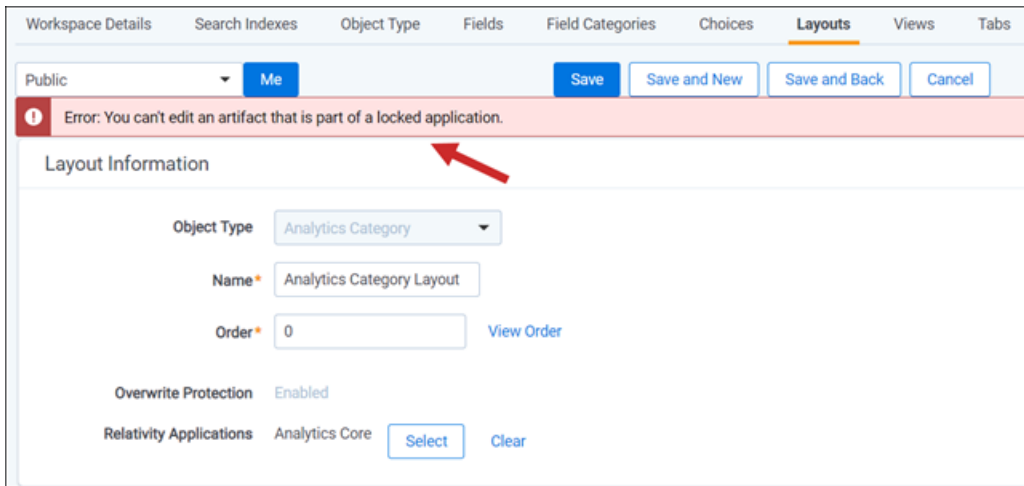 Workspace Details Search Indexes Object Type Fields Field Categories Choices Layouts Views Tabs
Public Me Save Save and New Save and Back Cancel
Error: You can't edit an artifact that is part of a locked application.
Layout Information
Object Type Analytics Category
Name* Analytics Category Layout
Order* 0 View Order
Overwrite Protection Enabled
Relativity Applications Analytics Core Select Clear